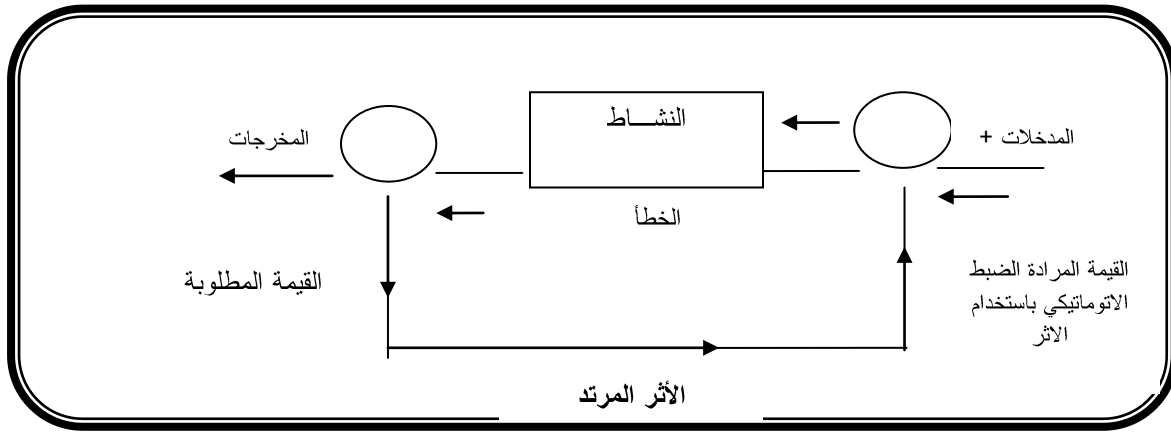 النشـــاط
المدخلات +
المخرجات
الخطأ
القيمة المرادة الضبط
الاتوماتيكي باستخدام
الاثر
القيمة المطلوبة
الأثر المرتد